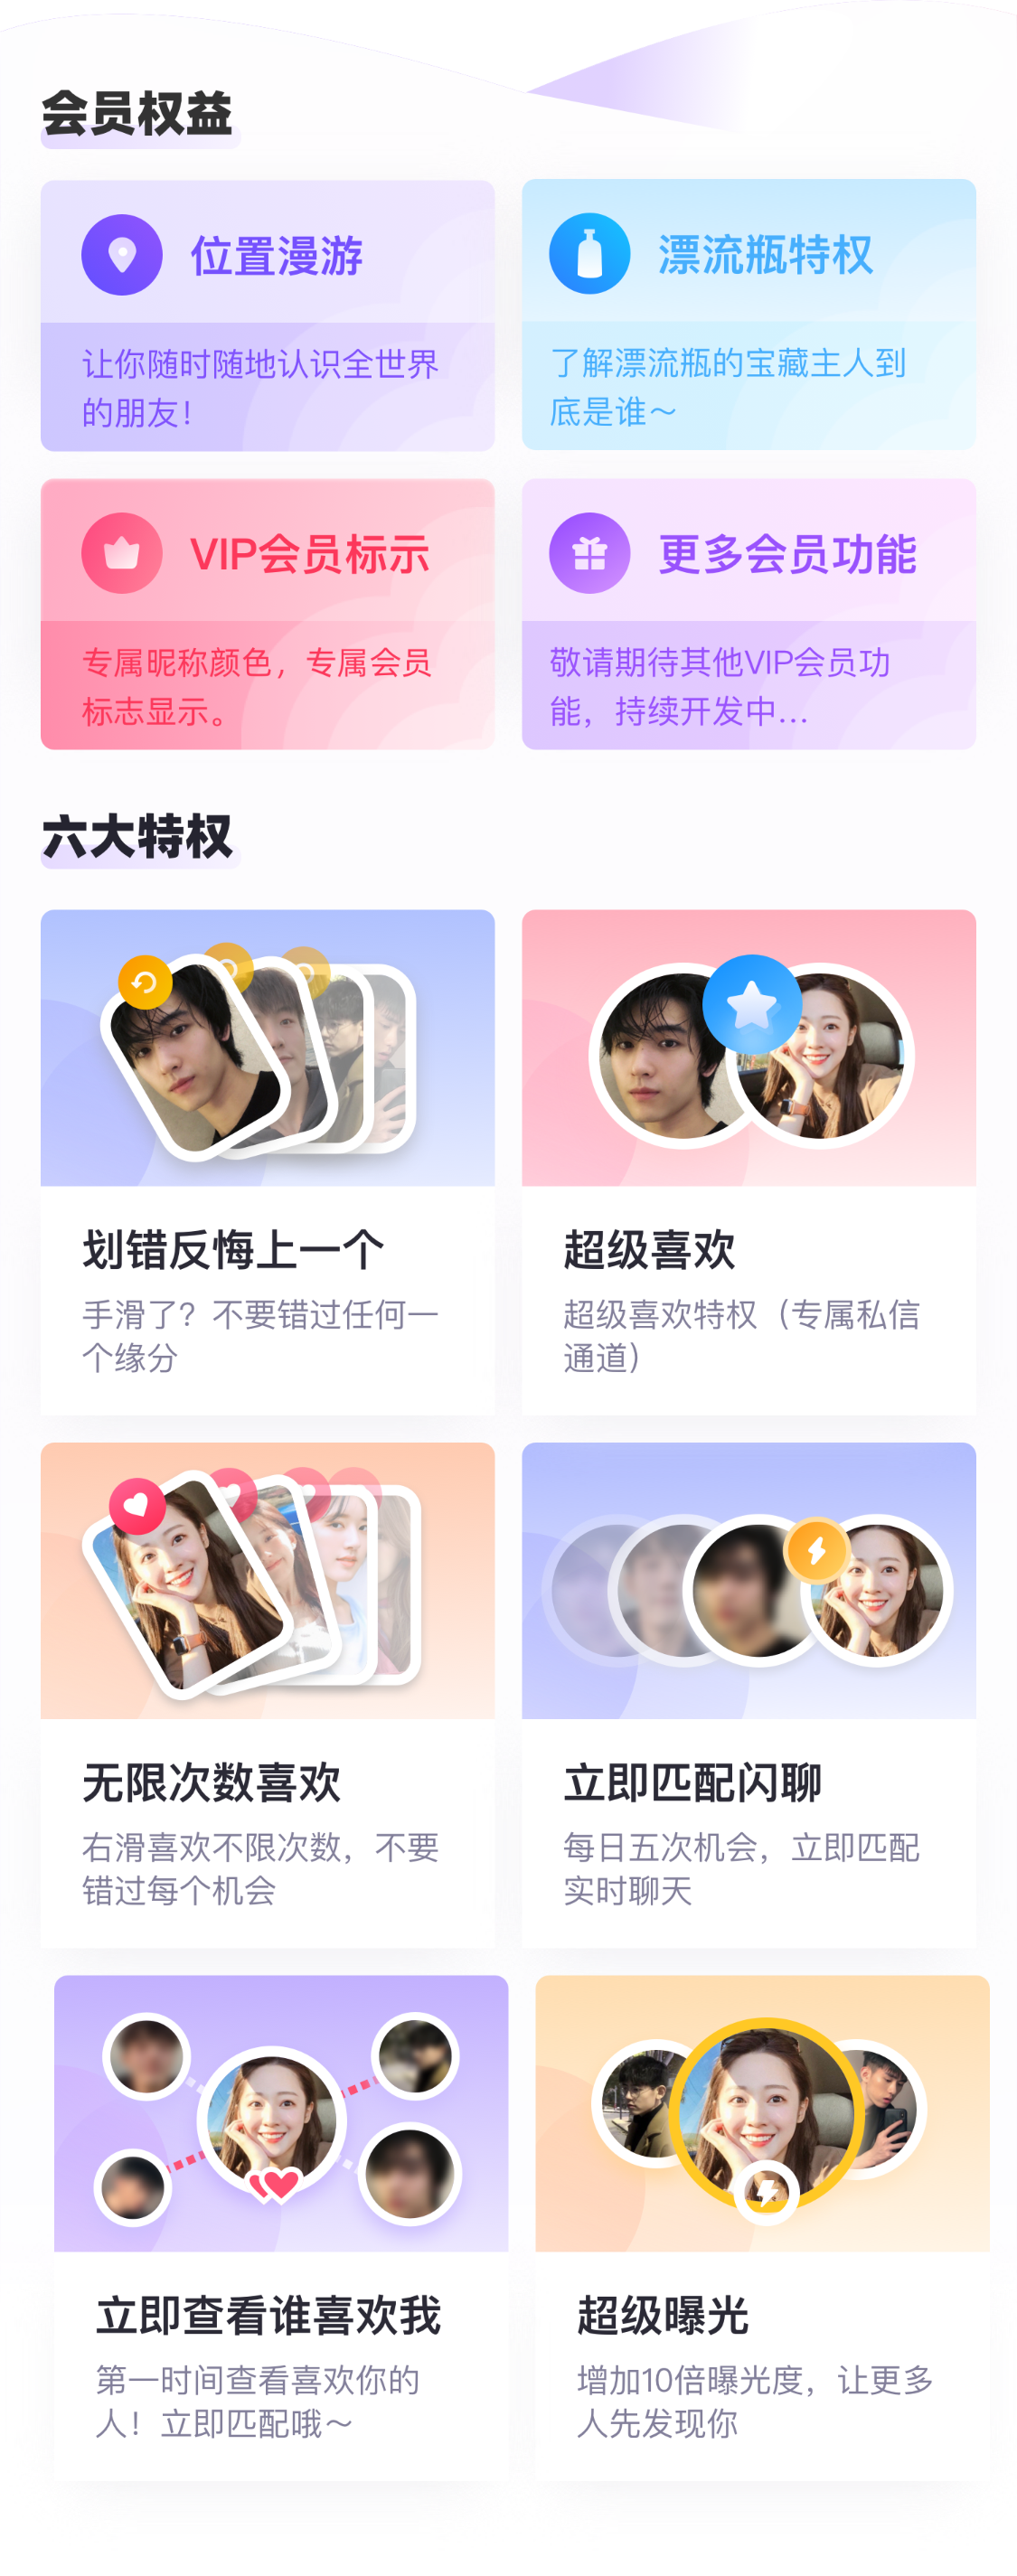 会员权益
位置漫游
让你随时随地认识全世界
的朋友！
漂流瓶特权
了解漂流瓶的宝藏主人到
底是谁～
VIP会员标示
专属昵称颜色，专属会员
标志显示。
更多会员功能
敬请期待其他VIP会员功
能，持续开发中...
六大特权
划错反悔上一个
手滑了？不要错过任何一
个缘分
超级喜欢
超级喜欢特权（专属私信
通道）
无限次数喜欢
右滑喜欢不限次数，不要
错过每个机会
立即匹配闪聊
每日五次机会，立即匹配
实时聊天
立即查看谁喜欢我
第一时间查看喜欢你的
人！立即匹配哦～
超级曝光
增加10倍曝光度，让更多
人先发现你